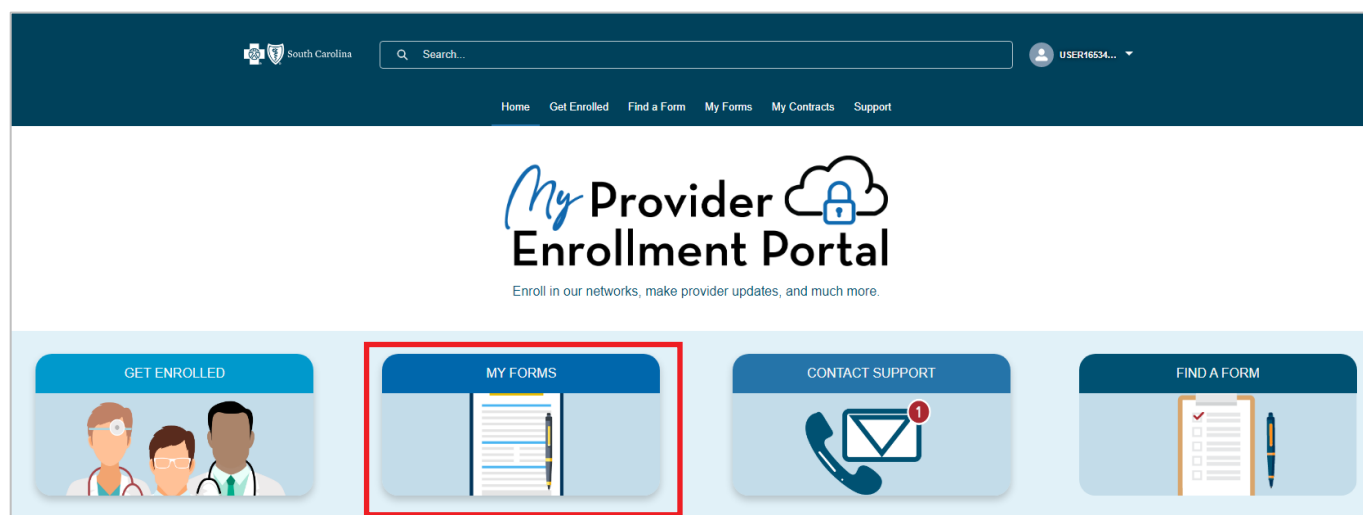 South Carolina
Search...
USER16534...
Home Get Enrolled Find a Form My Forms My Contracts Support
My Provider
Enrollment Portal
Enroll in our networks, make provider updates, and much more.
GET ENROLLED
MY FORMS
CONTACT SUPPORT
1
FIND A FORM